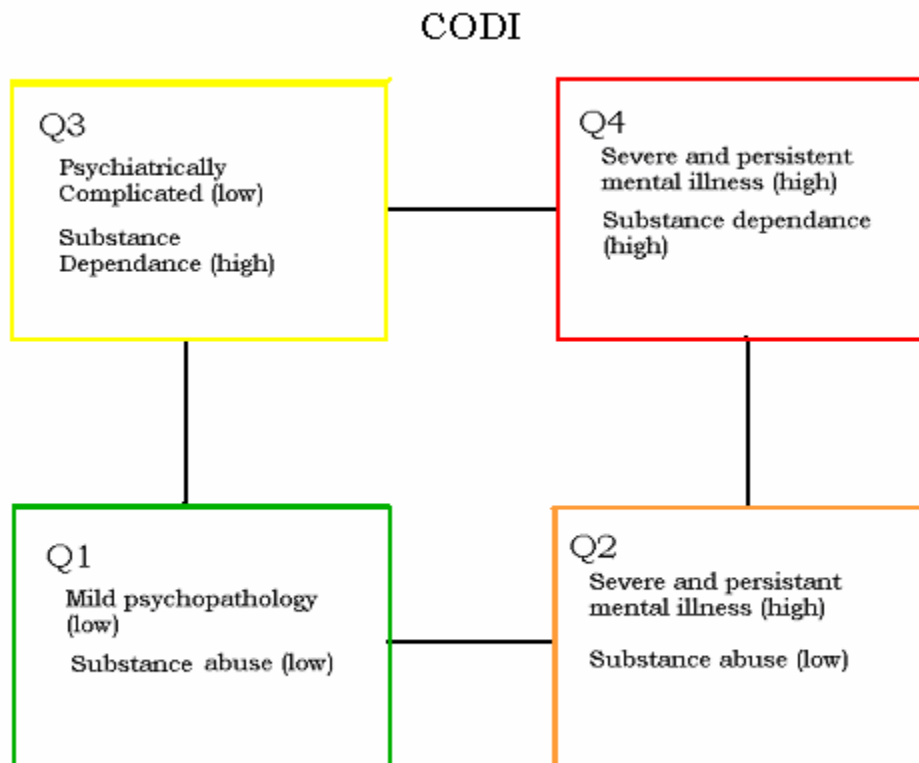 CODI
Q3
Psychiatrically
Complicated (low)
Substance
Dependance (high)
Q4
Severe and persistent
mental illness (high)
Substance dependance
(high)
Q1
Mild psychopathology
(low)
Substance abuse (low)
Q2
Severe and persistant
mental illness (high)
Substance abuse (low)